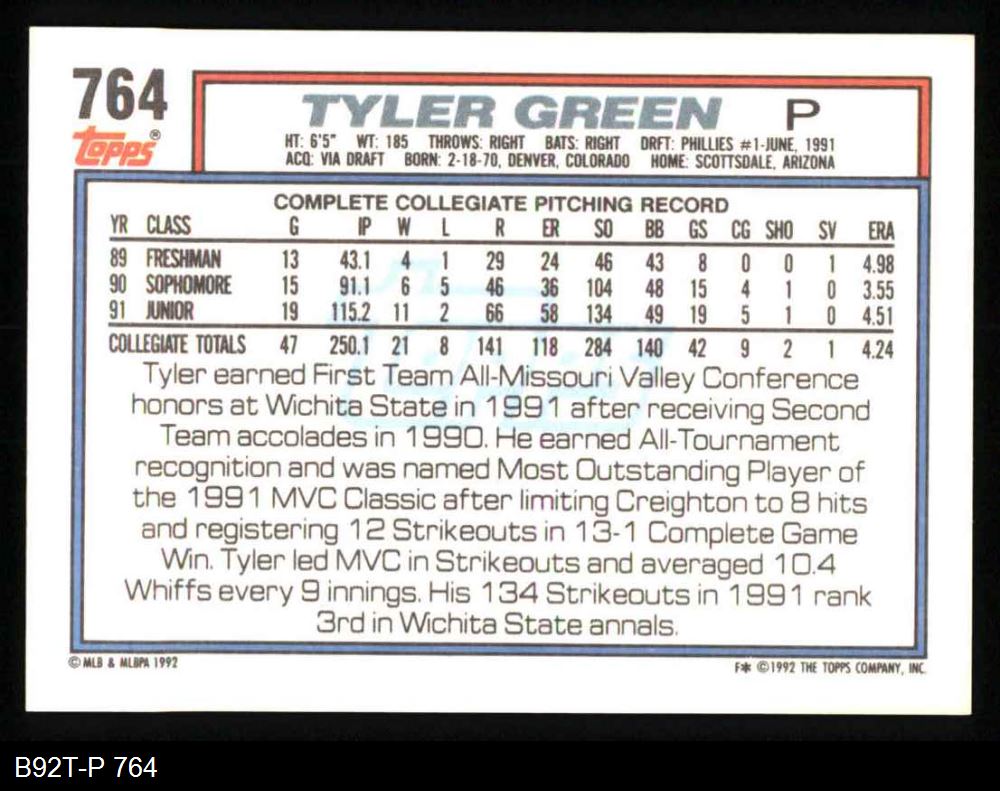 764
Topps®
TYLER GREEN P
HT: 6'5" WT: 185 THROWS: RIGHT BATS: RIGHT DRFT: PHILLIES #1-JUNE, 1991
ACQ: VIA DRAFT BORN: 2-18-70, DENVER, COLORADO HOME: SCOTTSDALE, ARIZONA
COMPLETE COLLEGIATE PITCHING RECORD
YR CLASS G IP W L R ER SO BB GS CG SHO SV ERA
89 FRESHMAN 13 43.1 4 1 29 24 46 43 8 0 0 1 4.98
90 SOPHOMORE 15 91.1 6 5 46 36 104 48 15 4 1 0 3.55
91 JUNIOR 19 115.2 11 2 66 58 134 49 19 5 1 0 4.51
COLLEGIATE TOTALS 47 250.1 21 8 141 118 284 140 42 9 2 1 4.24
Tyler earned First Team All-Missouri Valley Conference
honors at Wichita State in 1991 after receiving Second
Team accolades in 1990. He earned All-Tournament
recognition and was named Most Outstanding Player of
the 1991 MVC Classic after limiting Creighton to 8 hits
and registering 12 Strikeouts in 13-1 Complete Game
Win. Tyler led MVC in Strikeouts and averaged 10.4
Whiffs every 9 innings. His 134 Strikeouts in 1991 rank
3rd in Wichita State annals.
© MLB & MLBPA 1992
F* ©1992 THE TOPPS COMPANY, INC.
B92T-P 764